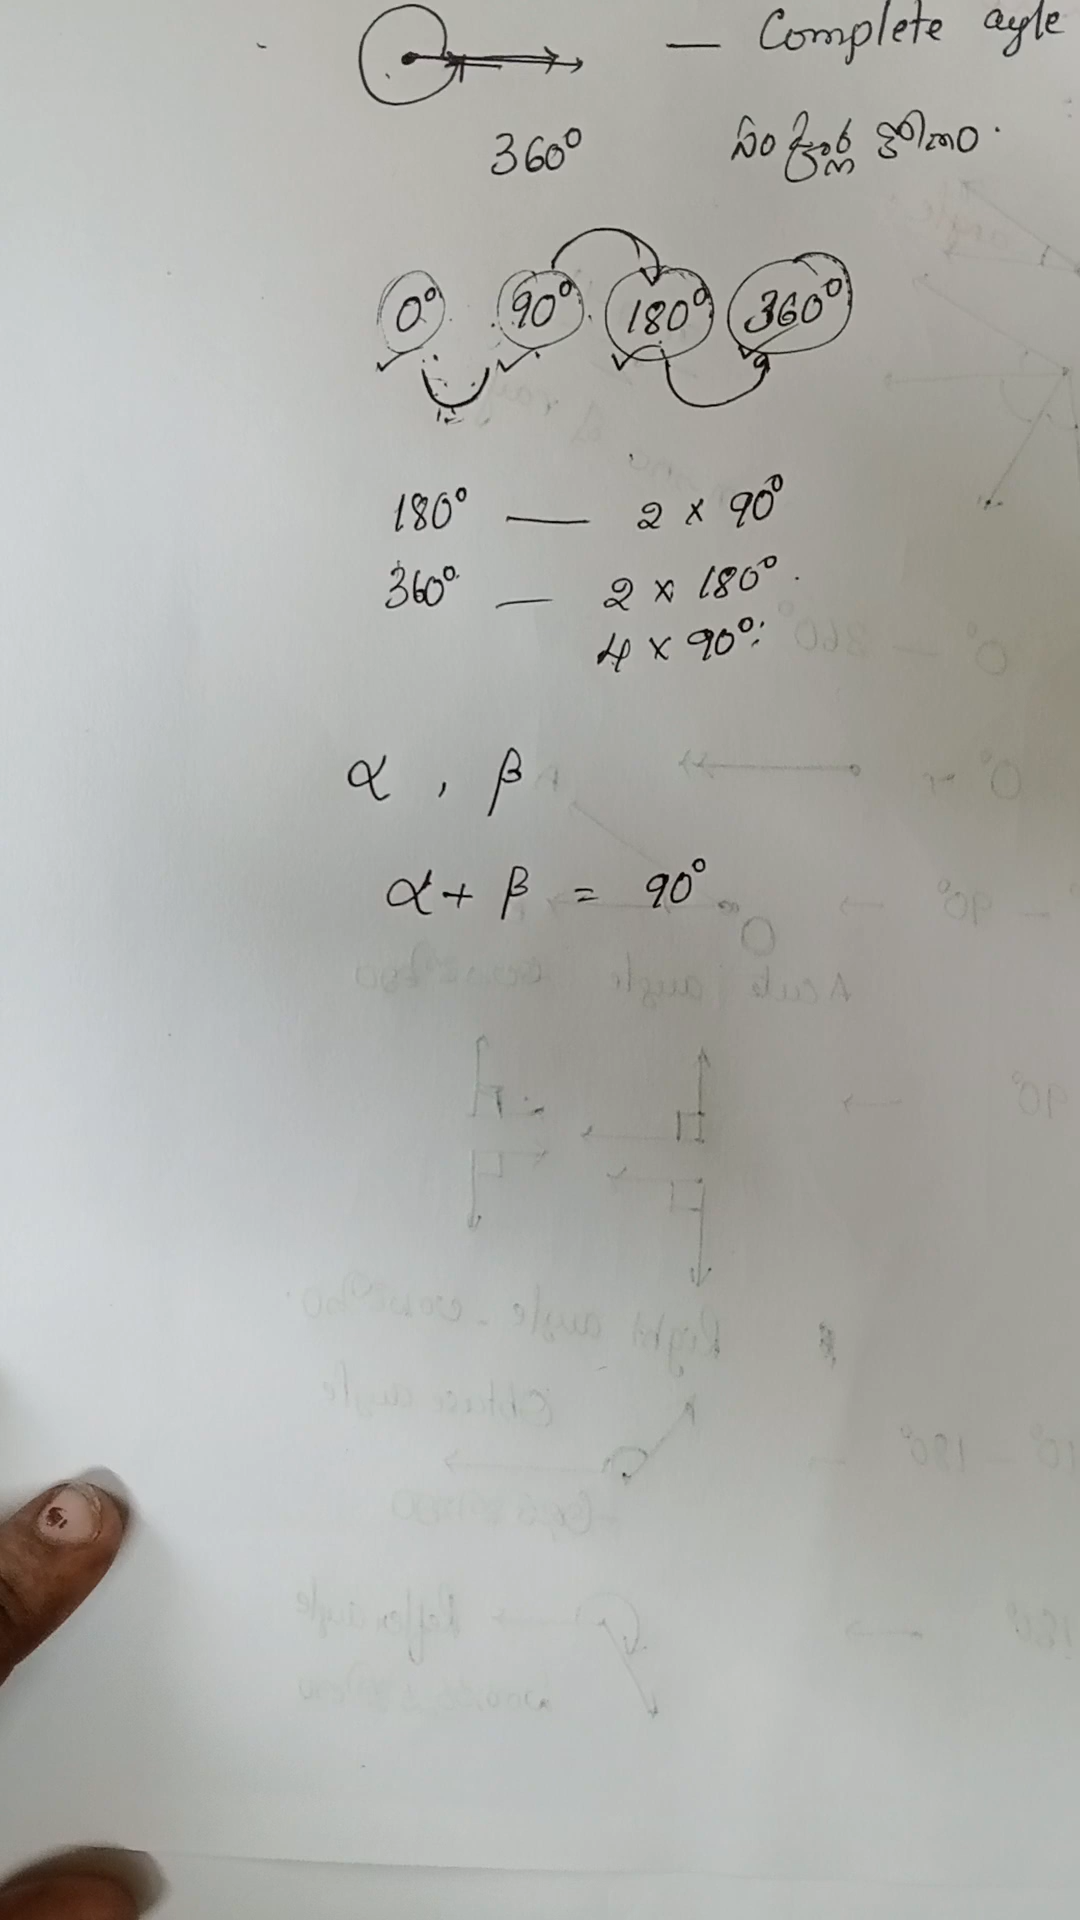 — Complete angle
360° సంపూర్ణ కోణం.
0° 90° 180° 360°
180° — 2 × 90°
360° — 2 × 180°.
4 × 90°.
α , β
α + β = 90°